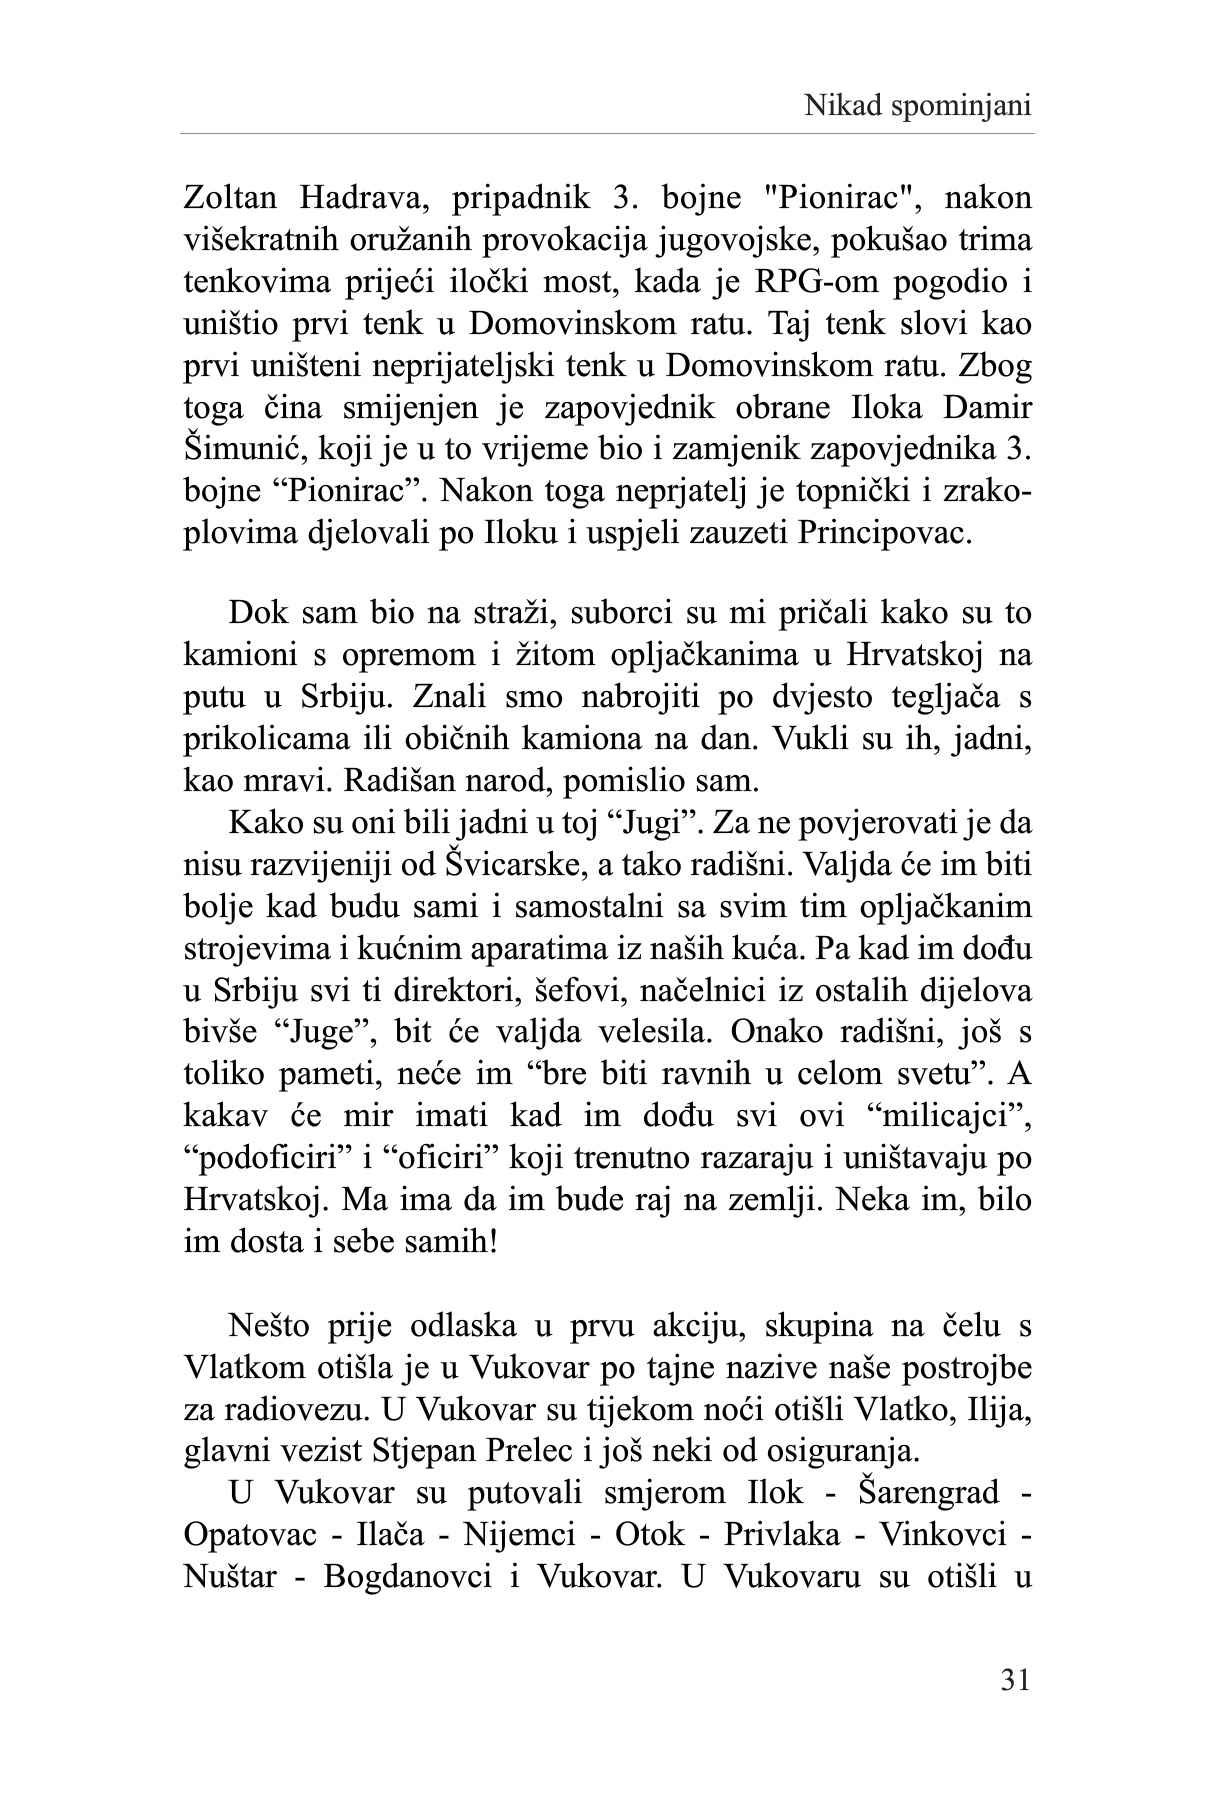 Nikad spominjani
Zoltan Hadrava, pripadnik 3. bojne "Pionirac", nakon
višekratnih oružanih provokacija jugovojske, pokušao trima
tenkovima prijeći iločki most, kada je RPG-om pogodio i
uništio prvi tenk u Domovinskom ratu. Taj tenk slovi kao
prvi uništeni neprijateljski tenk u Domovinskom ratu. Zbog
toga čina smijenjen je zapovjednik obrane Iloka Damir
Šimunić, koji je u to vrijeme bio i zamjenik zapovjednika 3.
bojne “Pionirac”. Nakon toga neprjatelj je topnički i zrako-
plovima djelovali po Iloku i uspjeli zauzeti Principovac.
Dok sam bio na straži, suborci su mi pričali kako su to
kamioni s opremom i žitom opljačkanima u Hrvatskoj na
putu u Srbiju. Znali smo nabrojiti po dvjesto tegljača s
prikolicama ili običnih kamiona na dan. Vukli su ih, jadni,
kao mravi. Radišan narod, pomislio sam.
Kako su oni bili jadni u toj “Jugi”. Za ne povjerovati je da
nisu razvijeniji od Švicarske, a tako radišni. Valjda će im biti
bolje kad budu sami i samostalni sa svim tim opljačkanim
strojevima i kućnim aparatima iz naših kuća. Pa kad im dođu
u Srbiju svi ti direktori, šefovi, načelnici iz ostalih dijelova
bivše “Juge”, bit će valjda velesila. Onako radišni, još s
toliko pameti, neće im “bre biti ravnih u celom svetu”. A
kakav će mir imati kad im dođu svi ovi “milicajci”,
“podoficiri” i “oficiri” koji trenutno razaraju i uništavaju po
Hrvatskoj. Ma ima da im bude raj na zemlji. Neka im, bilo
im dosta i sebe samih!
Nešto prije odlaska u prvu akciju, skupina na čelu s
Vlatkom otišla je u Vukovar po tajne nazive naše postrojbe
za radiovezu. U Vukovar su tijekom noći otišli Vlatko, Ilija,
glavni vezist Stjepan Prelec i još neki od osiguranja.
U Vukovar su putovali smjerom Ilok - Šarengrad -
Opatovac - Ilača - Nijemci - Otok - Privlaka - Vinkovci -
Nuštar - Bogdanovci i Vukovar. U Vukovaru su otišli u
31